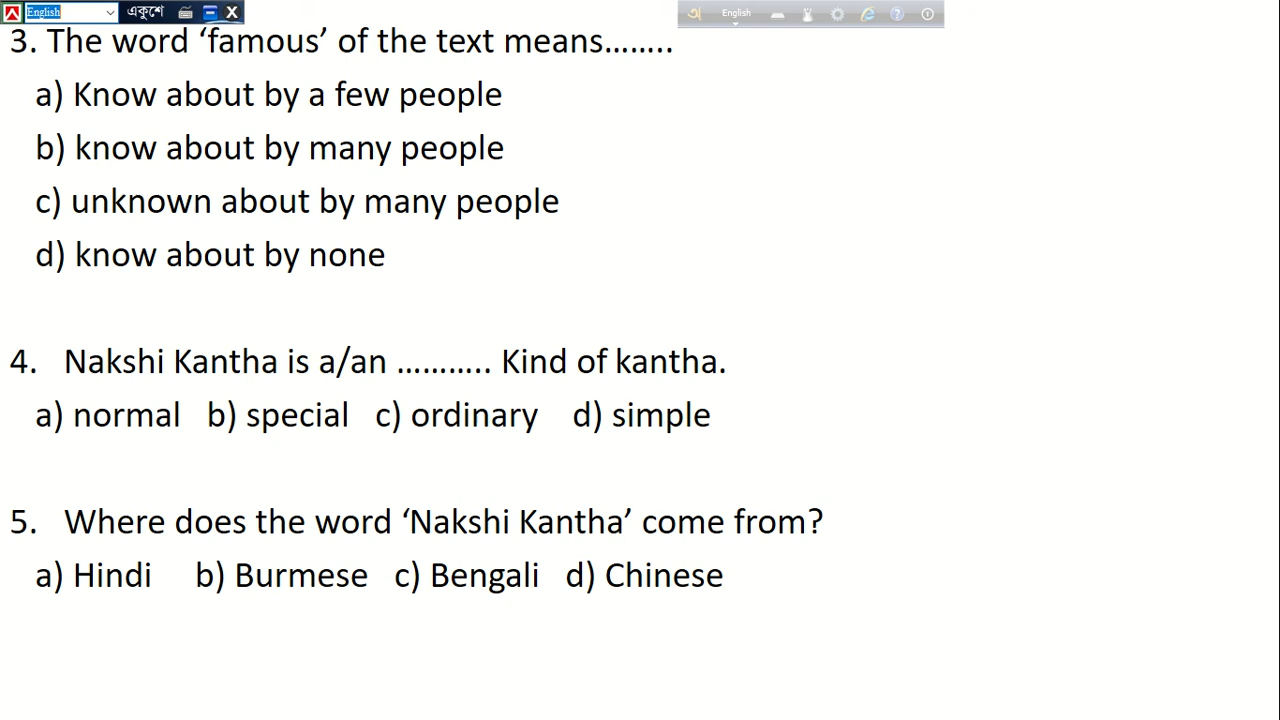 English একুশে English
3. The word ‘famous’ of the text means……..
a) Know about by a few people
b) know about by many people
c) unknown about by many people
d) know about by none
4. Nakshi Kantha is a/an ……….. Kind of kantha.
a) normal b) special c) ordinary d) simple
5. Where does the word ‘Nakshi Kantha’ come from?
a) Hindi b) Burmese c) Bengali d) Chinese